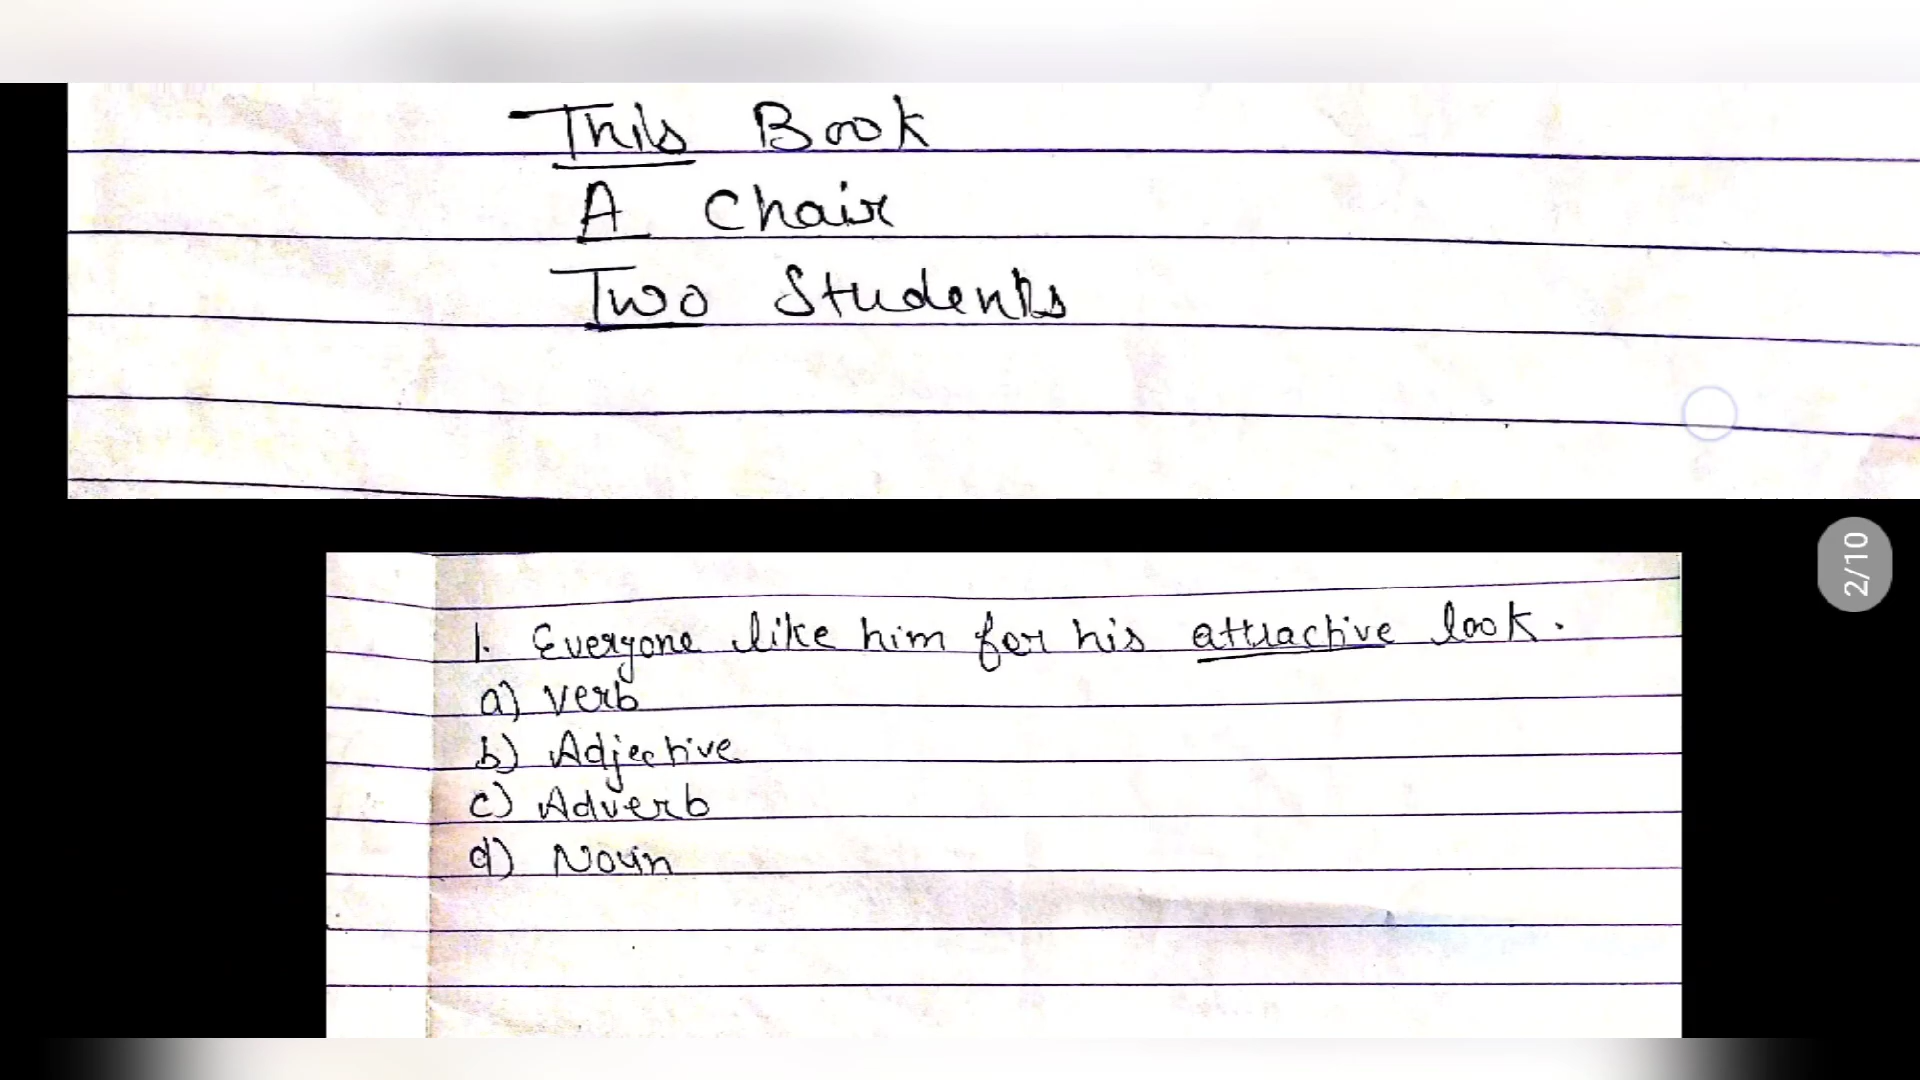 This Book
A Chair
Two Students
2/10
1. Everyone like him for his attractive look.
a) Verb
b) Adjective
c) Adverb
d) Noun